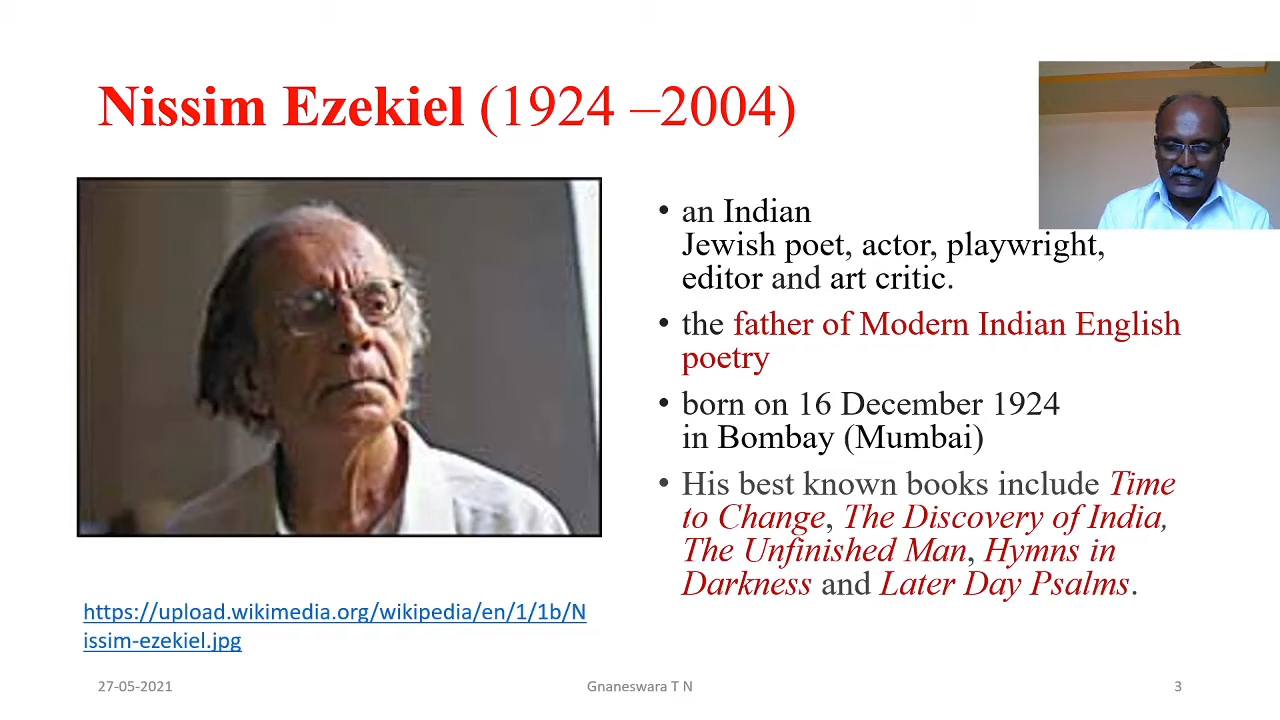 Nissim Ezekiel (1924 –2004)
• an Indian
Jewish poet, actor, playwright,
editor and art critic.
• the father of Modern Indian English
poetry
• born on 16 December 1924
in Bombay (Mumbai)
• His best known books include Time
to Change, The Discovery of India,
The Unfinished Man, Hymns in
Darkness and Later Day Psalms.
https://upload.wikimedia.org/wikipedia/en/1/1b/N
issim-ezekiel.jpg
27-05-2021
Gnaneswara T N
3